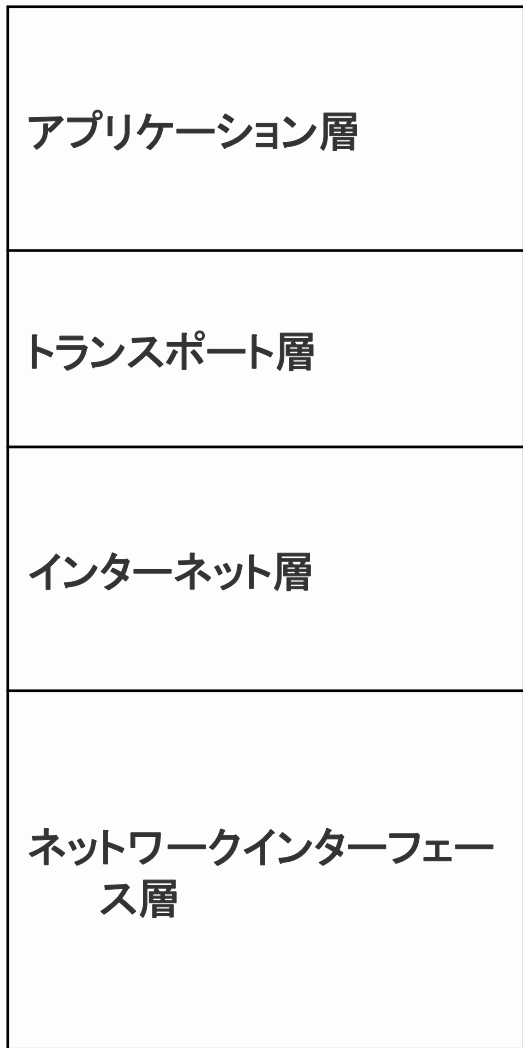 アプリケーション層
トランスポート層
インターネット層
ネットワークインターフェー
ス層